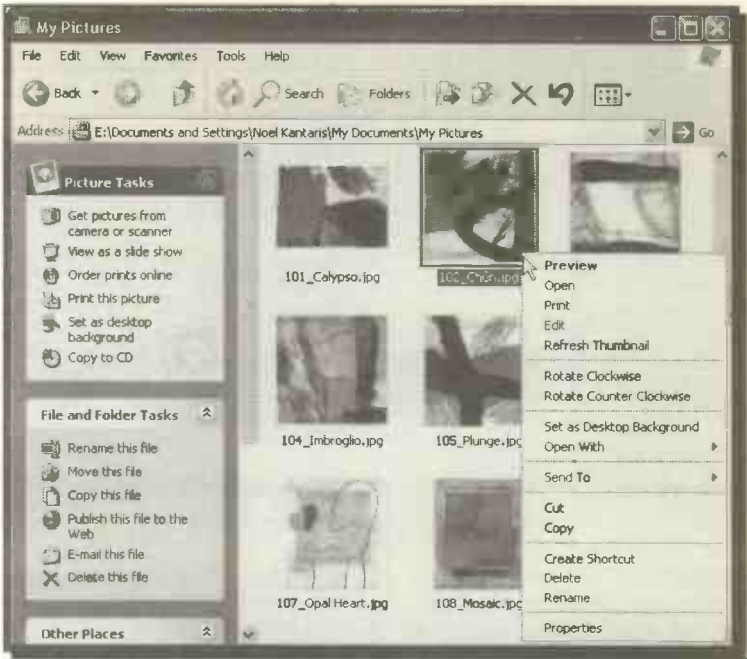 My Pictures
File Edit View Favorites Tools Help
Back Search Folders
Address E:\Documents and Settings\Noel Kantaris\My Documents\My Pictures Go
Picture Tasks
Get pictures from
camera or scanner
View as a slide show
Order prints online
Print this picture
Set as desktop
background
Copy to CD
File and Folder Tasks
Rename this file
Move this file
Copy this file
Publish this file to the
Web
E-mail this file
Delete this file
Other Places
101_Calypso.jpg
104_Imbroglio.jpg
105_Plunge.jpg
107_Opal Heart.jpg
108_Mosaic.jpg
Preview
Open
Print
Edit
Refresh Thumbnail
Rotate Clockwise
Rotate Counter Clockwise
Set as Desktop Background
Open With
Send To
Cut
Copy
Create Shortcut
Delete
Rename
Properties